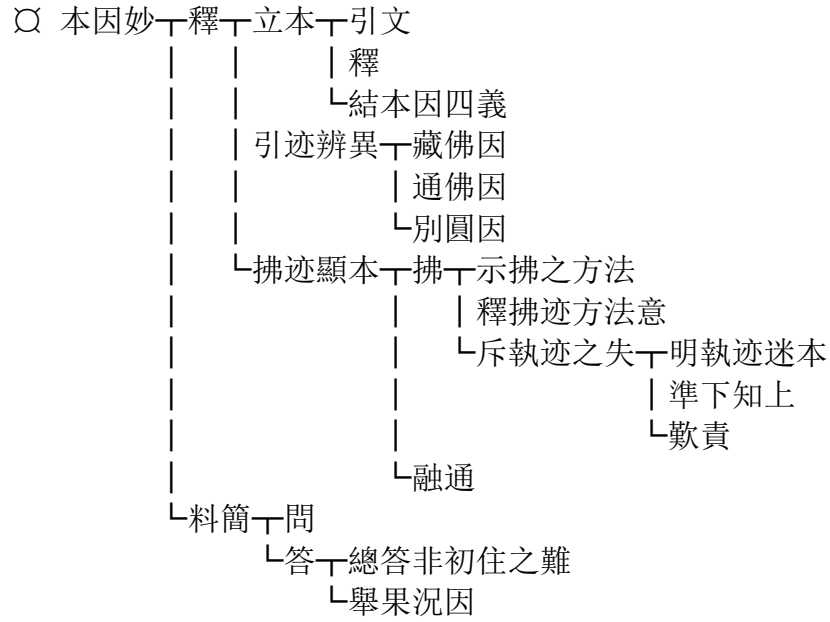 ¤ 本因妙┬釋┬立本┬引文
│ │ │釋
│ │ └結本因四義
│ │引迹辨異┬藏佛因
│ │ │通佛因
│ │ └別圓因
│ └拂迹顯本┬拂┬示拂之方法
│ │ │釋拂迹方法意
│ │ └斥執迹之失┬明執迹迷本
│ │ │準下知上
│ │ └歎責
│ └融通
└料簡┬問
└答┬總答非初住之難
└舉果況因